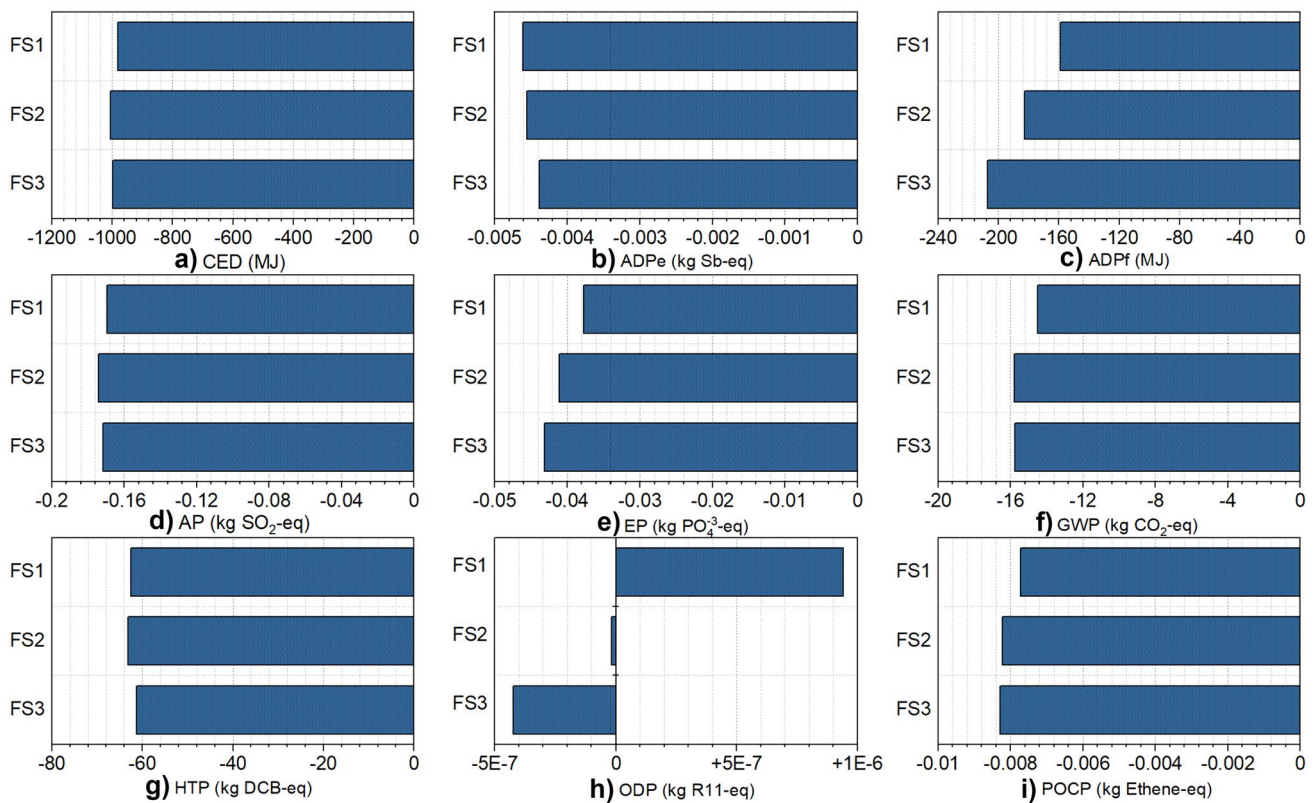 FS1
FS2
FS3
-1200 -1000 -800 -600 -400 -200 0
a) CED (MJ)
FS1
FS2
FS3
-0.005 -0.004 -0.003 -0.002 -0.001 0
b) ADPe (kg Sb-eq)
FS1
FS2
FS3
-240 -200 -160 -120 -80 -40 0
c) ADPf (MJ)
FS1
FS2
FS3
-0.2 -0.16 -0.12 -0.08 -0.04 0
d) AP (kg SO₂-eq)
FS1
FS2
FS3
-0.05 -0.04 -0.03 -0.02 -0.01 0
e) EP (kg PO₄⁻³-eq)
FS1
FS2
FS3
-20 -16 -12 -8 -4 0
f) GWP (kg CO₂-eq)
FS1
FS2
FS3
-80 -60 -40 -20 0
g) HTP (kg DCB-eq)
FS1
FS2
FS3
-5E-7 0 +5E-7 +1E-6
h) ODP (kg R11-eq)
FS1
FS2
FS3
-0.01 -0.008 -0.006 -0.004 -0.002 0
i) POCP (kg Ethene-eq)